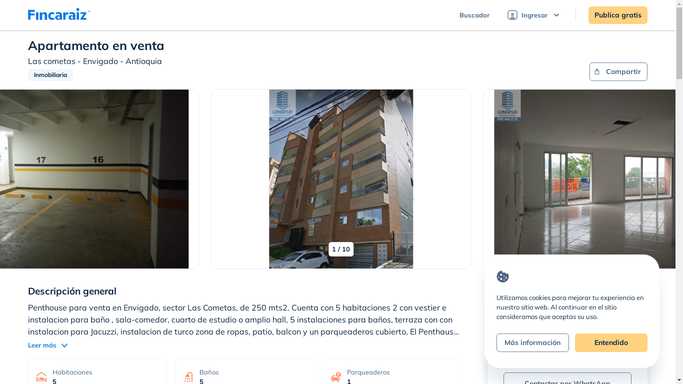 Fincaraiz
Buscador
Ingresar
Publica gratis
Apartamento en venta
Las cometas - Envigado - Antioquia
Inmobiliaria
Compartir
17
16
1 / 10
Descripción general
Penthouse para venta en Envigado, sector Las Cometas, de 250 mts2. Cuenta con 5 habitaciones 2 con vestier e
instalacion para baño , sala-comedor, cuarto de estudio o amplio hall, 5 instalaciones para baños, terraza con con
instalacion para Jacuzzi, instalacion de turco zona de ropas, patio, balcon y un parqueaderos cubierto, El Penthaus...
Leer más
Habitaciones
5
Baños
5
Parqueaderos
1
Utilizamos cookies para mejorar tu experiencia en
nuestro sitio web. Al continuar en el sitio
consideramos que aceptas su uso.
Más información
Entendido
Contactar por WhatsApp